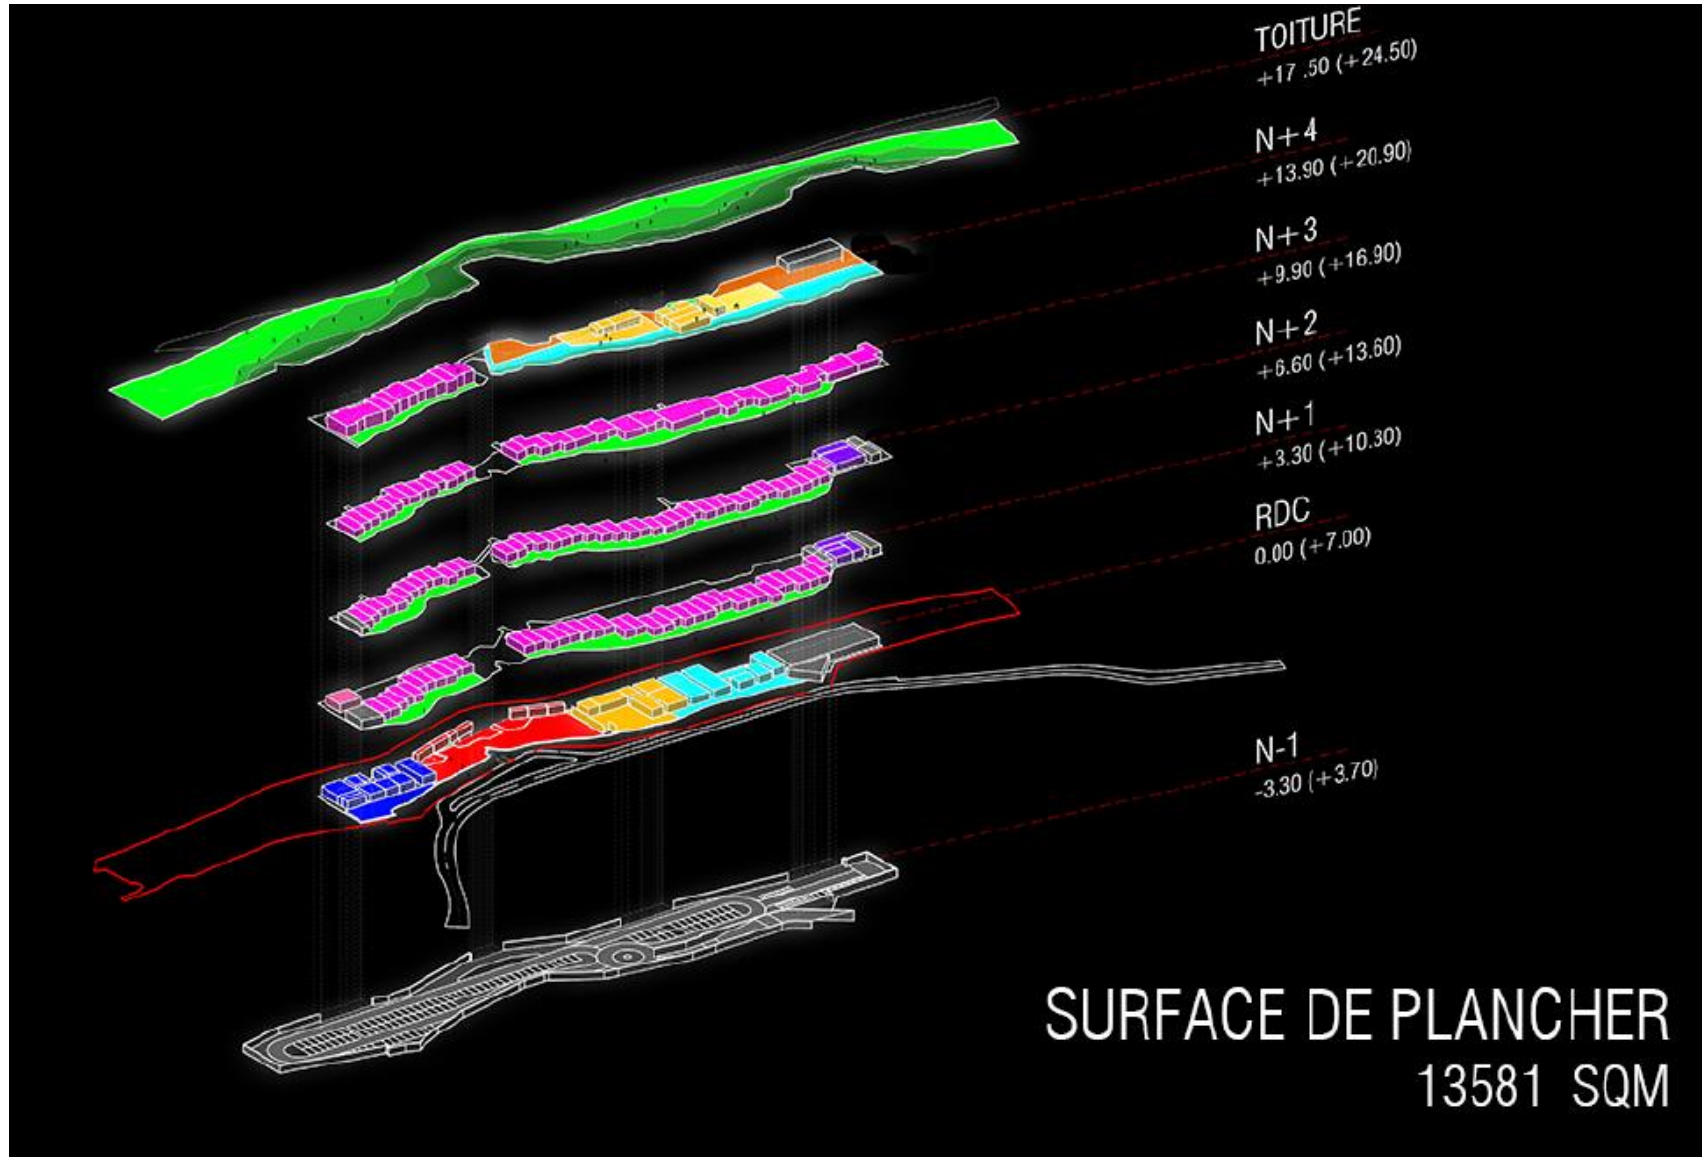 TOITURE
+17 .50 (+24.50)
N+4
+13.90 (+20.90)
N+3
+9.90 (+16.90)
N+2
+6.60 (+13.60)
N+1
+3.30 (+10.30)
RDC
0.00 (+7.00)
N-1
-3.30 (+3.70)
SURFACE DE PLANCHER
13581 SQM